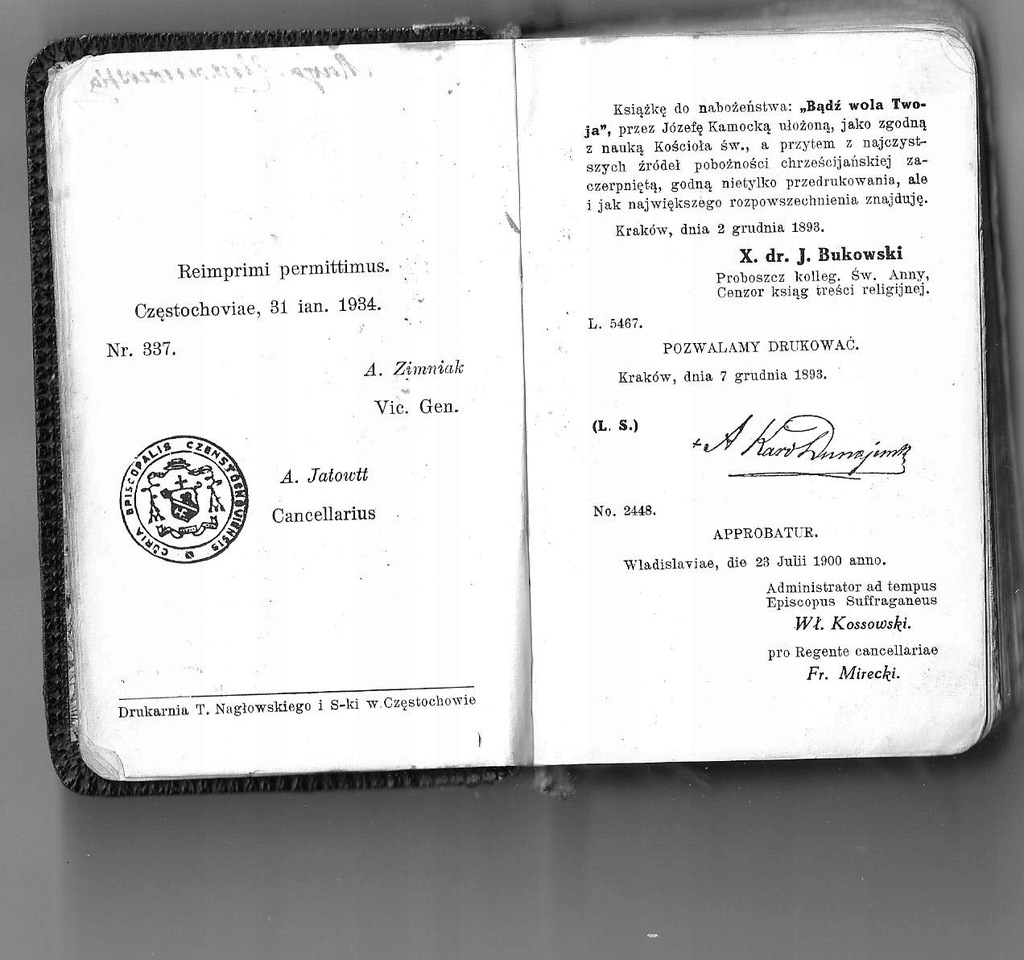 Reimprimi permittimus.
Częstochoviae, 31 ian. 1934.
Nr. 337.
A. Zimniak
Vic. Gen.
CURIA EPISCOPALIS CZENSTOCHOVIENSIS
A. Jatowtt
Cancellarius
Drukarnia T. Nagłowskiego i S-ki w Częstochowie
Książkę do nabożeństwa: „Bądź wola Two-
ja”, przez Józefę Kamocką ułożoną, jako zgodną
z nauką Kościoła św., a przytem z najczyst-
szych źródeł pobożności chrześcijańskiej za-
czerpniętą, godną nietylko przedrukowania, ale
i jak największego rozpowszechnienia znajduję.
Kraków, dnia 2 grudnia 1893.
X. dr. J. Bukowski
Proboszcz kolleg. Św. Anny,
Cenzor ksiąg treści religijnej.
L. 5467.
POZWALAMY DRUKOWAĆ.
Kraków, dnia 7 grudnia 1893.
(L. S.)
No. 2448.
APPROBATUR.
Wladislaviae, die 23 Julii 1900 anno.
Administrator ad tempus
Episcopus Suffraganeus
Wł. Kossowski.
pro Regente cancellariae
Fr. Mirecki.